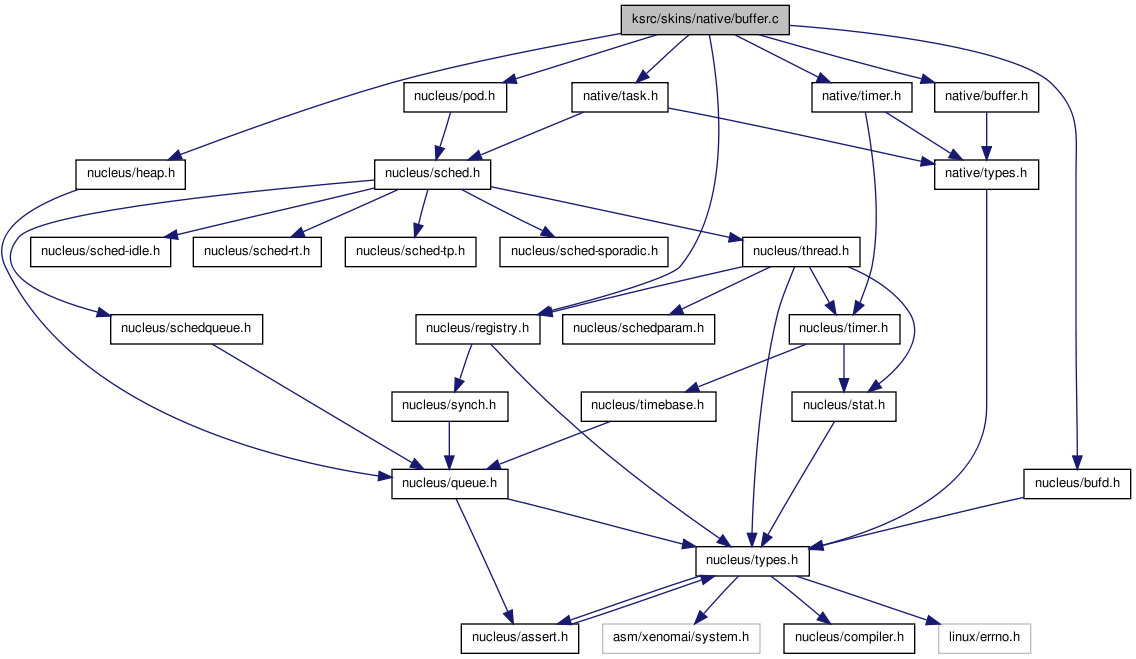 ksrc/skins/native/buffer.c
nucleus/pod.h
native/task.h
native/timer.h
native/buffer.h
nucleus/heap.h
nucleus/sched.h
native/types.h
nucleus/sched-idle.h
nucleus/sched-rt.h
nucleus/sched-tp.h
nucleus/sched-sporadic.h
nucleus/thread.h
nucleus/schedqueue.h
nucleus/registry.h
nucleus/schedparam.h
nucleus/timer.h
nucleus/synch.h
nucleus/timebase.h
nucleus/stat.h
nucleus/queue.h
nucleus/bufd.h
nucleus/types.h
nucleus/assert.h
asm/xenomai/system.h
nucleus/compiler.h
linux/errno.h